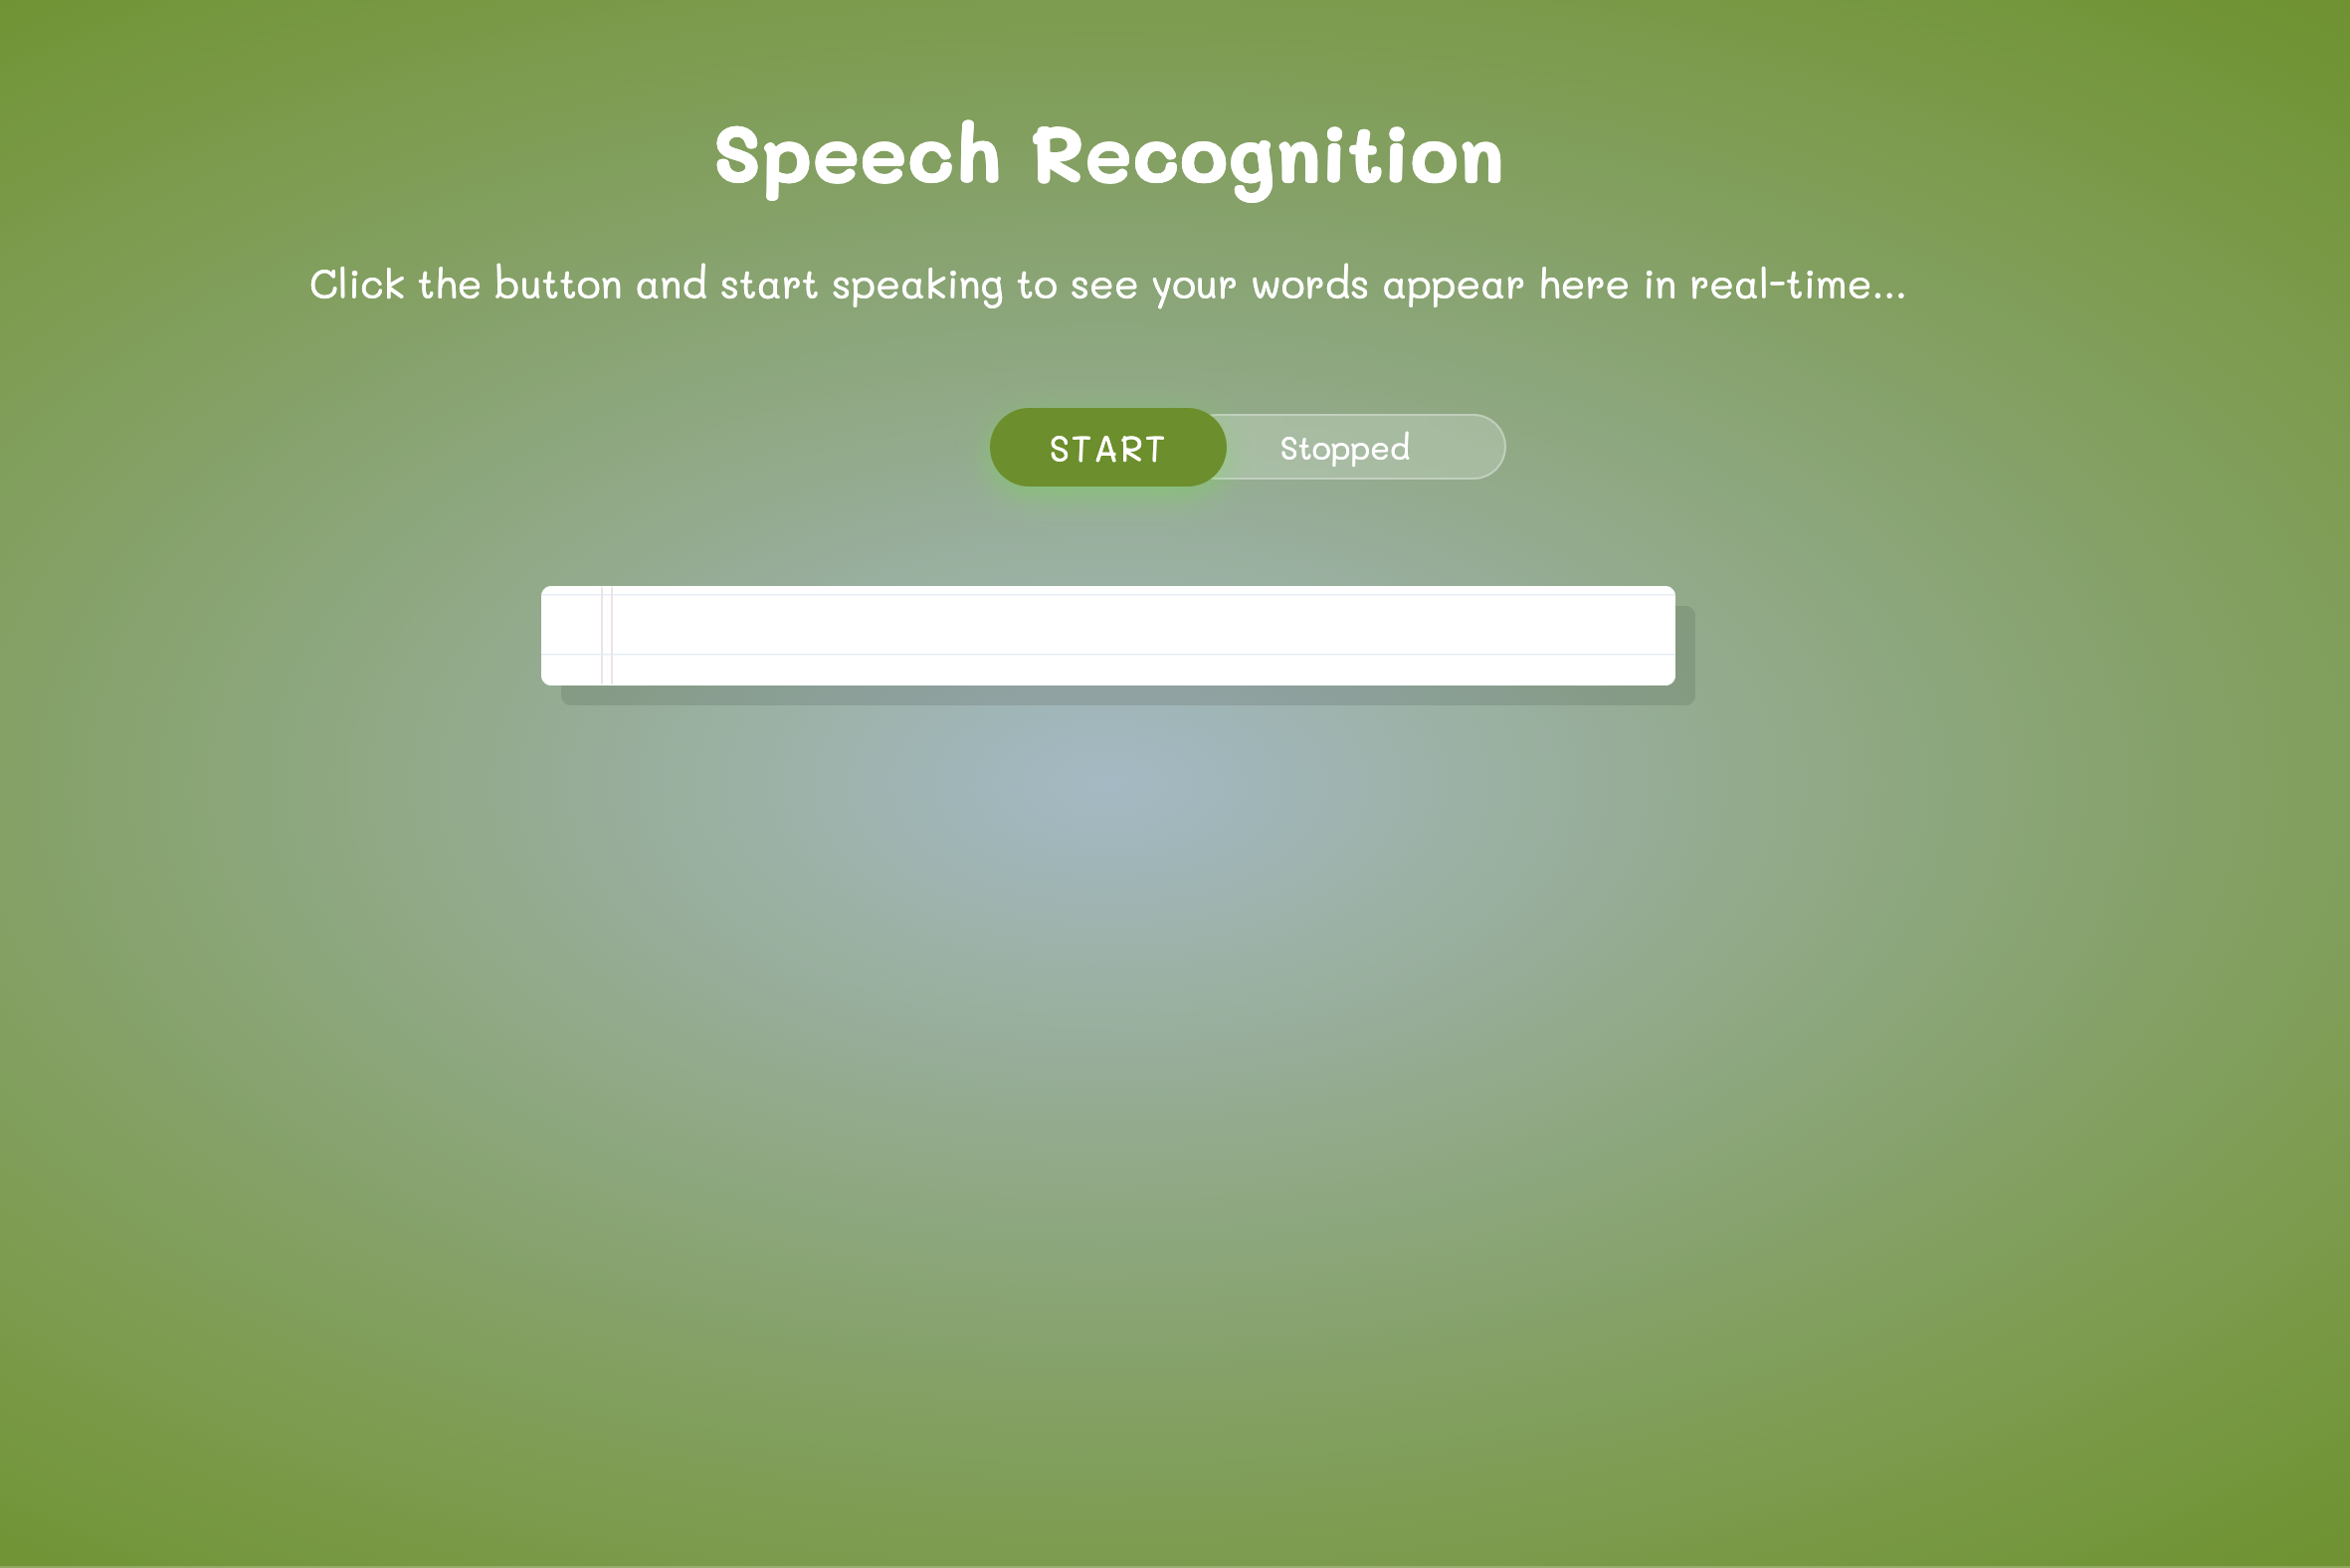 Speech Recognition
Click the button and start speaking to see your words appear here in real-time...
START Stopped